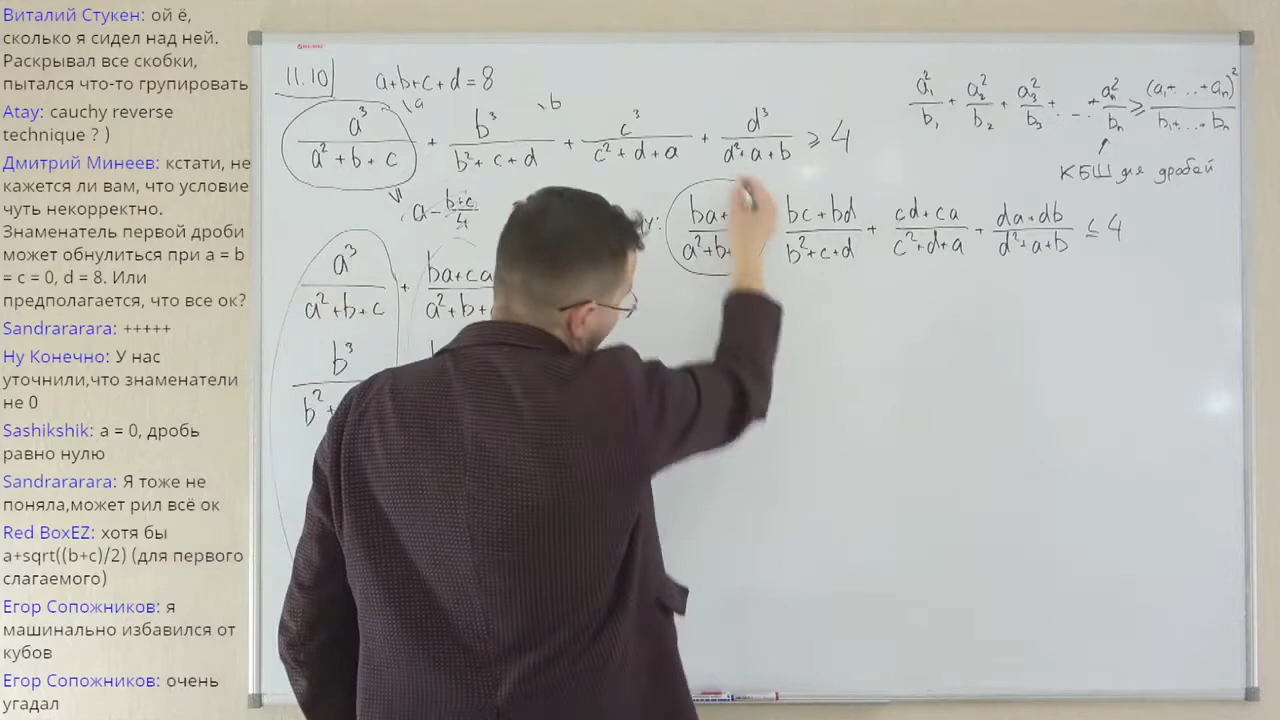 Виталий Стукен: ой ё,
сколько я сидел над ней.
Раскрывал все скобки,
пытался что-то групировать
Atay: cauchy reverse
technique ? )
Дмитрий Минеев: кстати, не
кажется ли вам, что условие
чуть некорректно.
Знаменатель первой дроби
может обнулиться при a = b
= c = 0, d = 8. Или
предполагается, что все ок?
Sandrararara: +++++
Ну Конечно: У нас
уточнили,что знаменатели
не 0
Sashikshik: a = 0, дробь
равно нулю
Sandrararara: Я тоже не
поняла,может рил всё ок
Red BoxEZ: хотя бы
a+sqrt((b+c)/2) (для первого
слагаемого)
Егор Сопожников: я
машинально избавился от
кубов
Егор Сопожников: очень
угадал
11.10) a+b+c+d=8
a³/(a²+b+c) + b³/(b²+c+d) + c³/(c²+d+a) + d³/(d²+a+b) ≥ 4
a - (b+c)/4
a³/(a²+b+c) + (ba+ca)/(a²+b+
b³
b²+
a₁²/b₁ + a₂²/b₂ + a₃²/b₃ + ... + aₙ²/bₙ ≥ (a₁+...+aₙ)²/(b₁+...bₙ)
КБШ для дробей
ba+/(a²+b+ (bc+bd)/(b²+c+d) + (cd+ca)/(c²+d+a) + (da+db)/(d²+a+b) ≤ 4